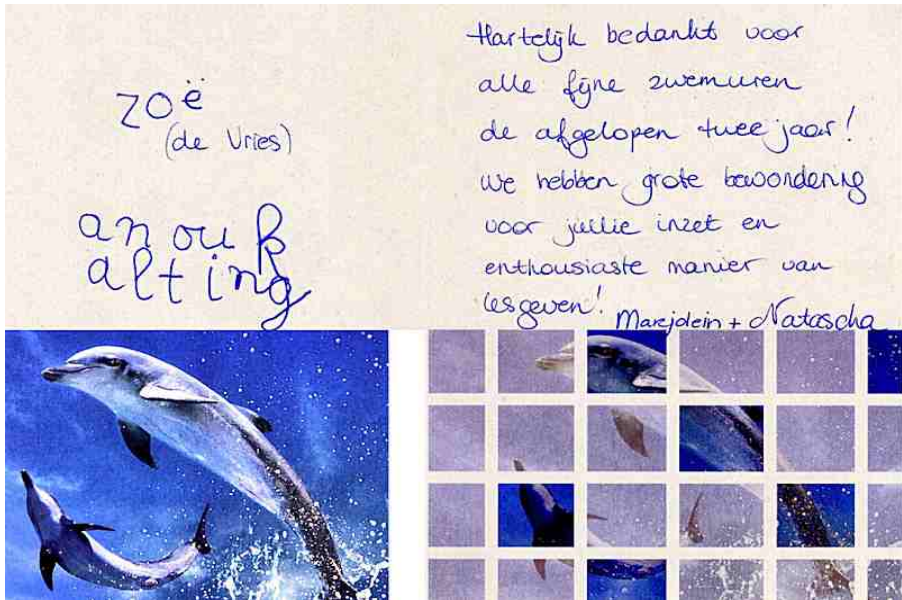 zoë
(de Vries)
anouk
alting
Hartelijk bedankt voor
alle fijne zwemuren
de afgelopen twee jaar!
We hebben grote bewondering
voor jullie inzet en
enthousiaste manier van
lesgeven!
Marejdein + Natascha